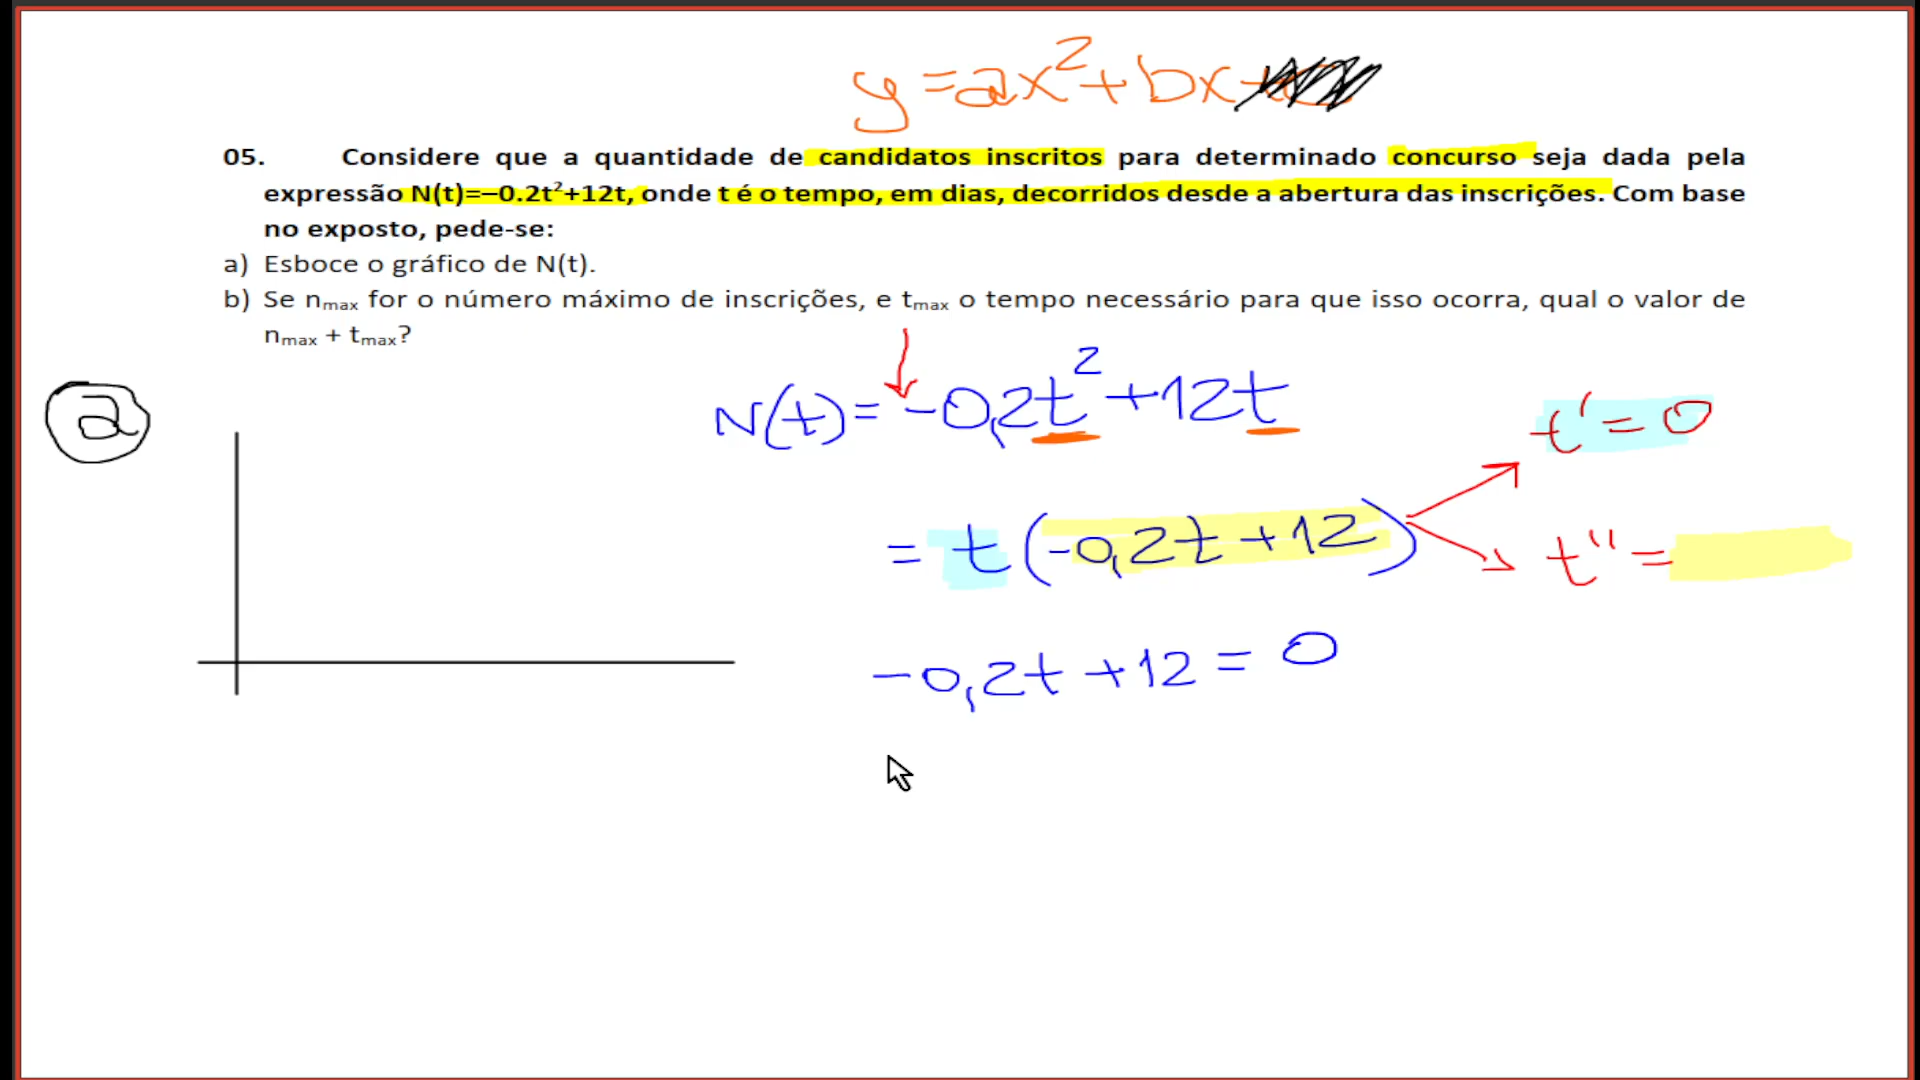 y = ax² + bx
05. Considere que a quantidade de candidatos inscritos para determinado concurso seja dada pela
expressão N(t)=–0.2t²+12t, onde t é o tempo, em dias, decorridos desde a abertura das inscrições. Com base
no exposto, pede-se:
a) Esboce o gráfico de N(t).
b) Se nₘₐₓ for o número máximo de inscrições, e tₘₐₓ o tempo necessário para que isso ocorra, qual o valor de
nₘₐₓ + tₘₐₓ?
a
N(t) = -0,2t² + 12t
t' = 0
= t(-0,2t + 12)
t'' =
-0,2t + 12 = 0